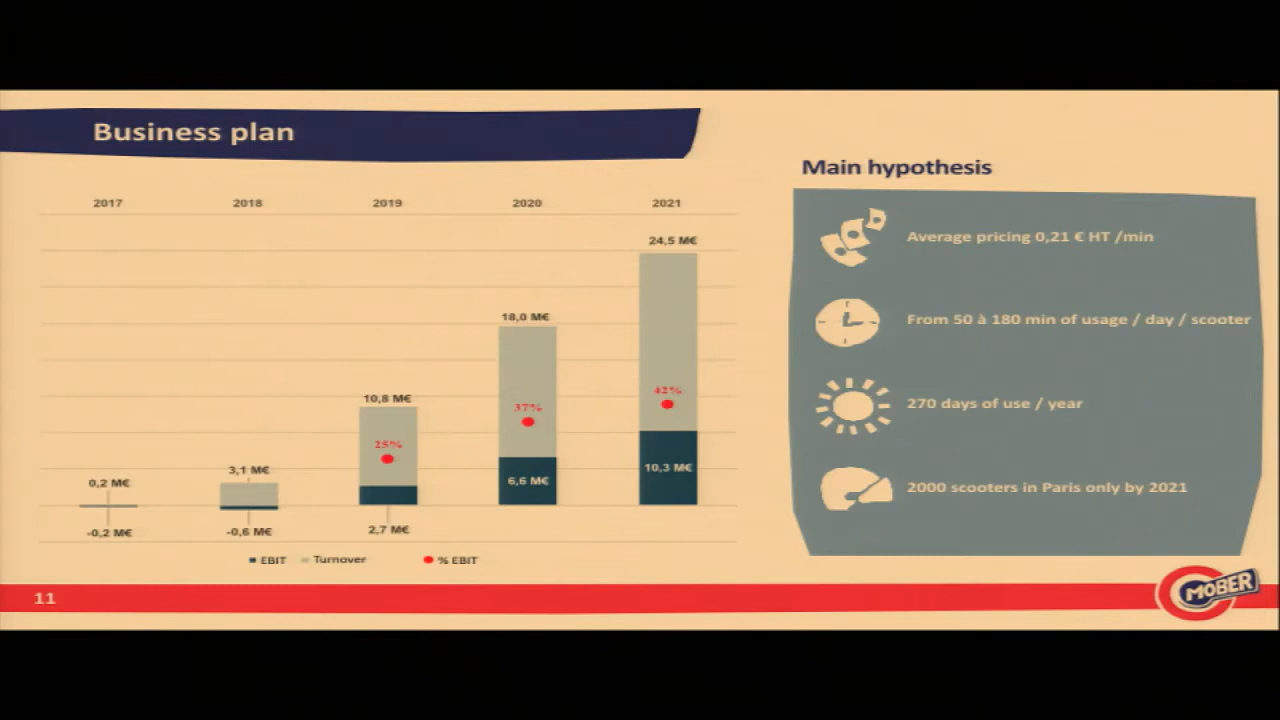 Business plan
Main hypothesis
2017 2018 2019 2020 2021
24,5 M€
18,0 M€
10,8 M€
3,1 M€
0,2 M€
42%
37%
25%
10,3 M€
6,6 M€
-0,2 M€ -0,6 M€ 2,7 M€
EBIT Turnover % EBIT
Average pricing 0,21 € HT /min
From 50 à 180 min of usage / day / scooter
270 days of use / year
2000 scooters in Paris only by 2021
11
CMOBER